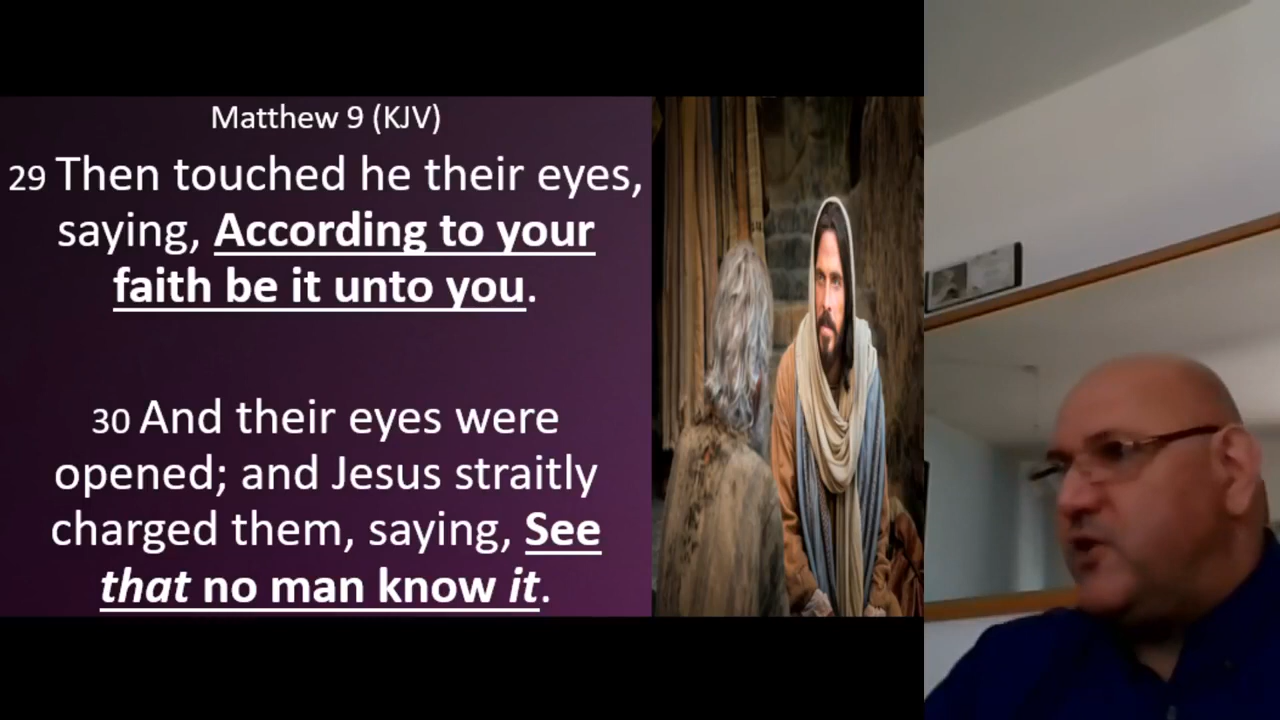 Matthew 9 (KJV)
29 Then touched he their eyes,
saying, According to your
faith be it unto you.
30 And their eyes were
opened; and Jesus straitly
charged them, saying, See
that no man know it.